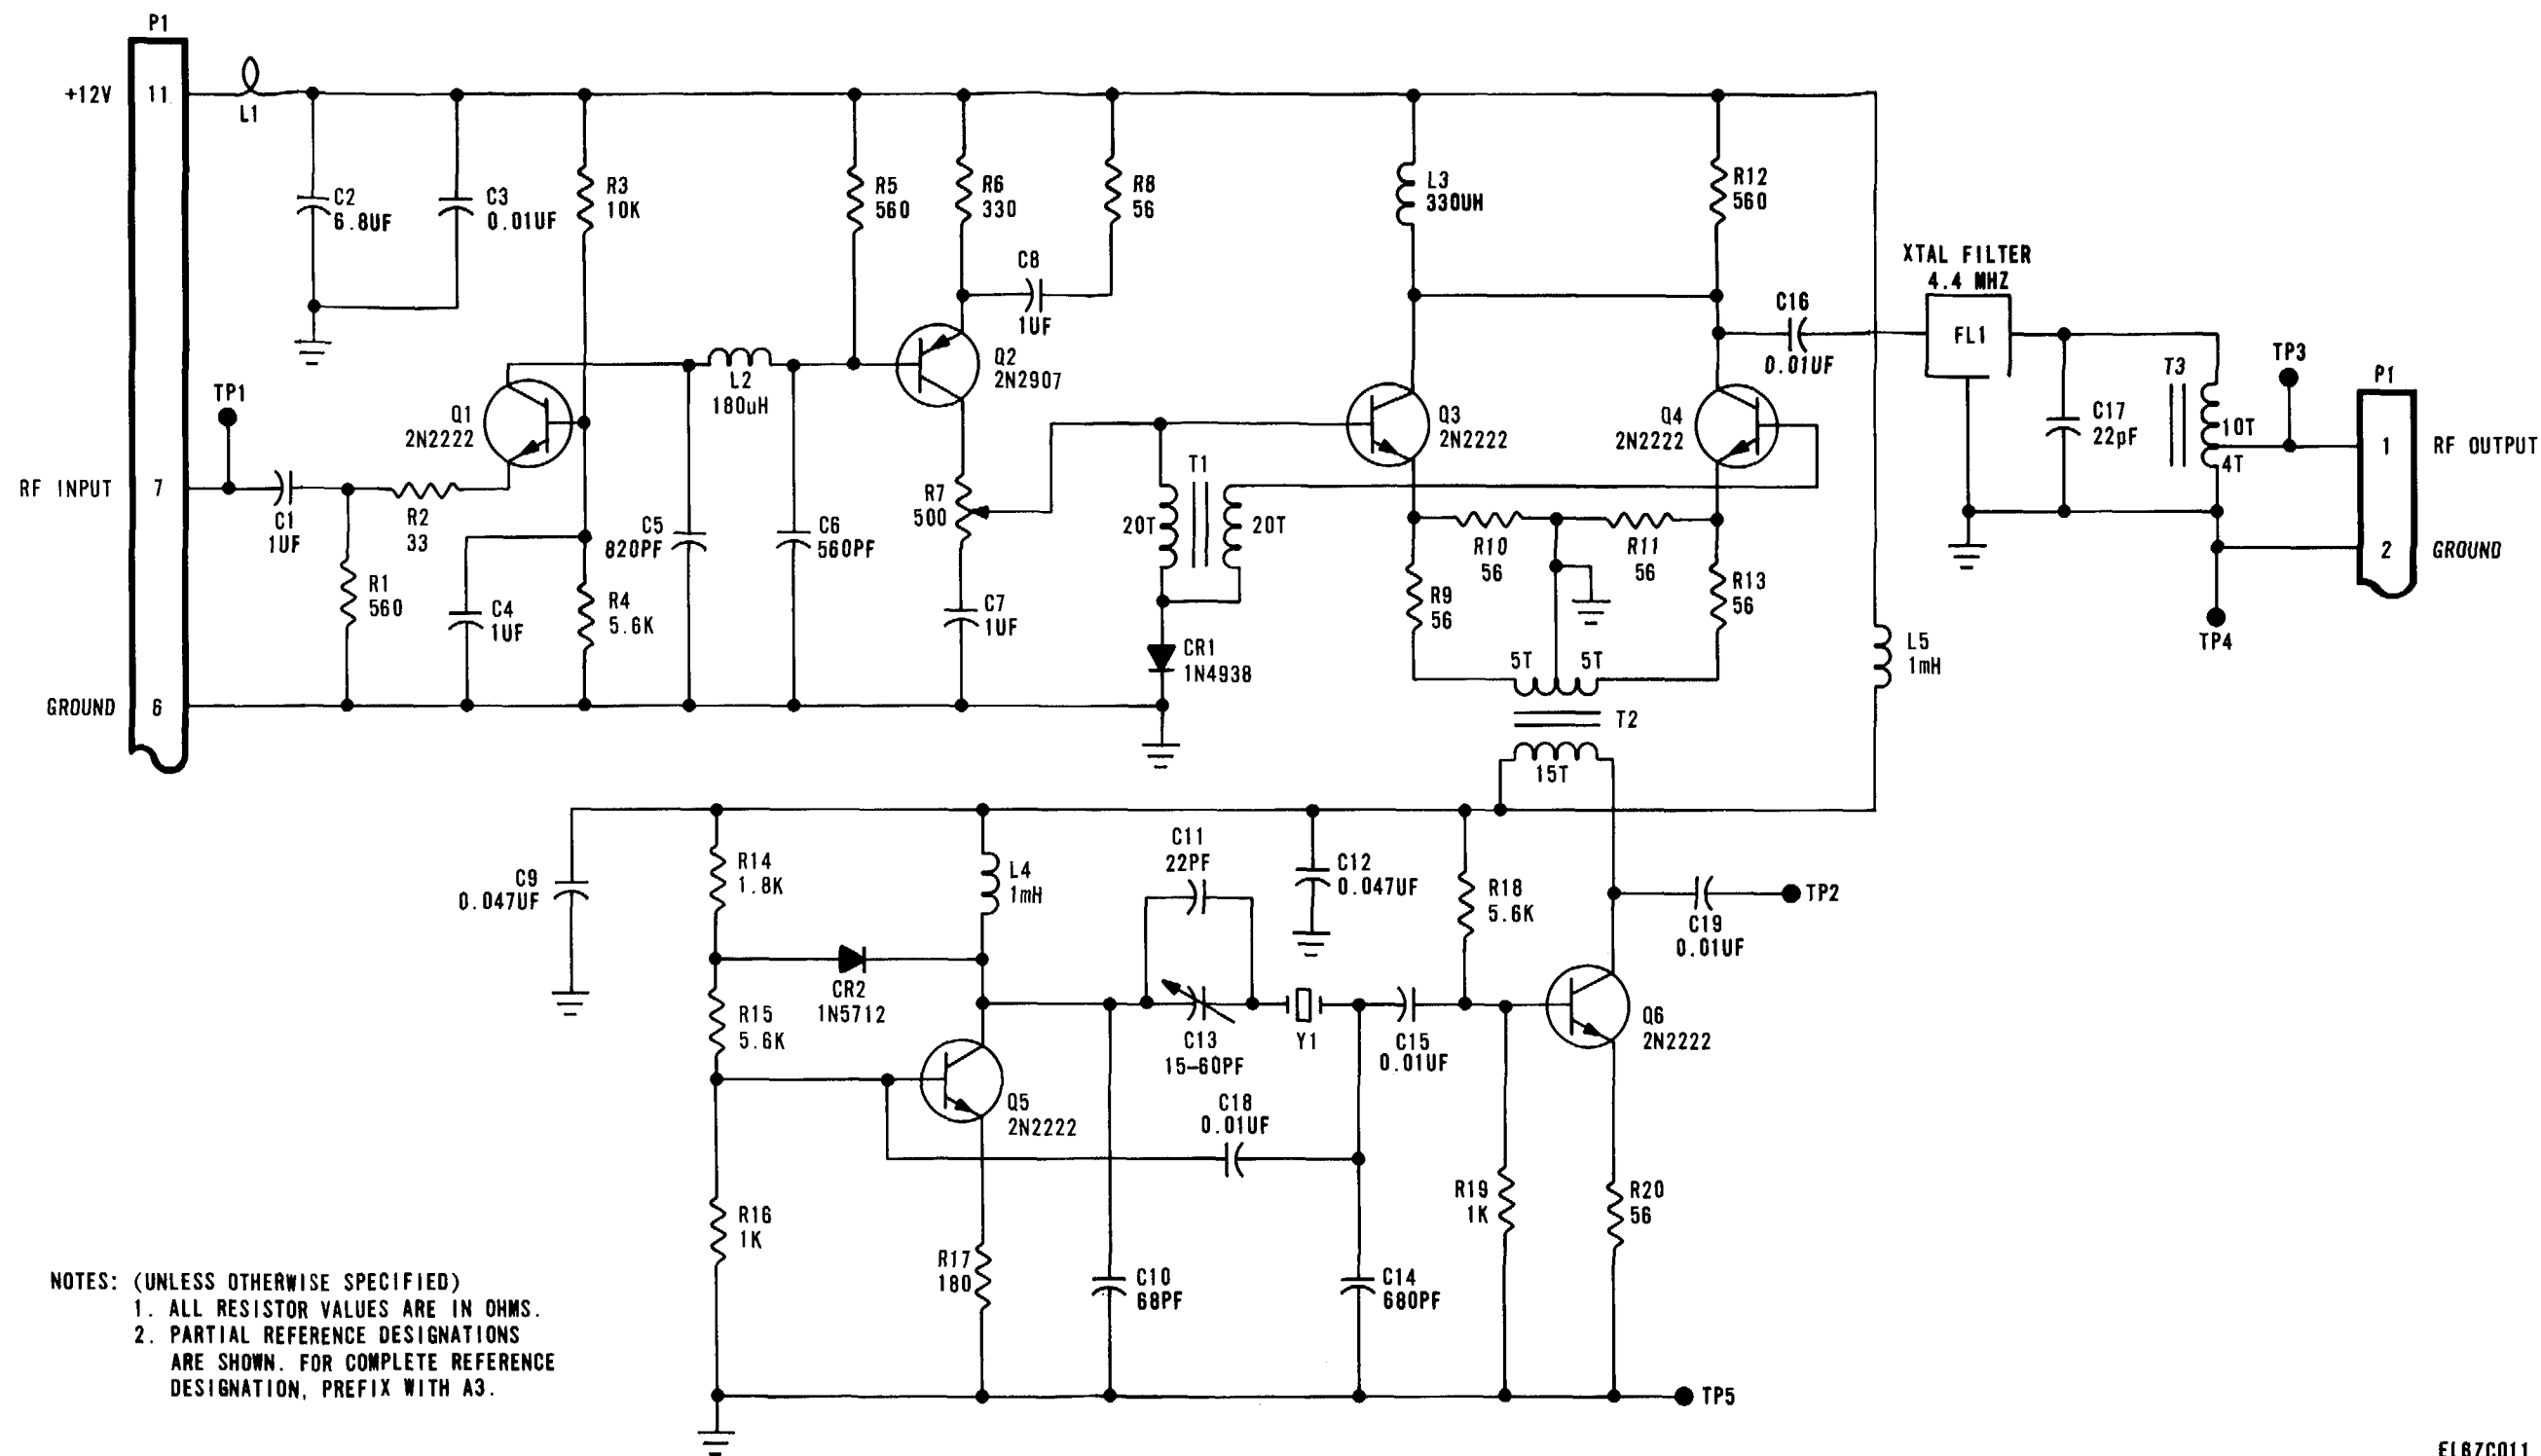 P1
+12V
11
L1
C2
6.8UF
C3
0.01UF
R3
10K
R5
560
R6
330
R8
56
L3
330UH
R12
560
XTAL FILTER
4.4 MHZ
FL1
C8
1UF
C16
0.01UF
TP1
Q1
2N2222
L2
180uH
Q2
2N2907
Q3
2N2222
Q4
2N2222
T3
10T
4T
C17
22pF
TP3
P1
1
RF OUTPUT
2
GROUND
TP4
RF INPUT
7
C1
1UF
R2
33
R1
560
C4
1UF
R4
5.6K
C5
820PF
C6
560PF
R7
500
C7
1UF
T1
20T
20T
CR1
1N4938
R10
56
R11
56
R9
56
R13
56
5T
5T
T2
15T
L5
1mH
GROUND
6
C9
0.047UF
R14
1.8K
L4
1mH
C11
22PF
C12
0.047UF
R18
5.6K
C19
0.01UF
TP2
CR2
1N5712
R15
5.6K
C13
15-60PF
Y1
C15
0.01UF
Q6
2N2222
Q5
2N2222
C18
0.01UF
R16
1K
R17
180
C10
68PF
C14
680PF
R19
1K
R20
56
TP5
NOTES: (UNLESS OTHERWISE SPECIFIED)
1. ALL RESISTOR VALUES ARE IN OHMS.
2. PARTIAL REFERENCE DESIGNATIONS
ARE SHOWN. FOR COMPLETE REFERENCE
DESIGNATION, PREFIX WITH A3.